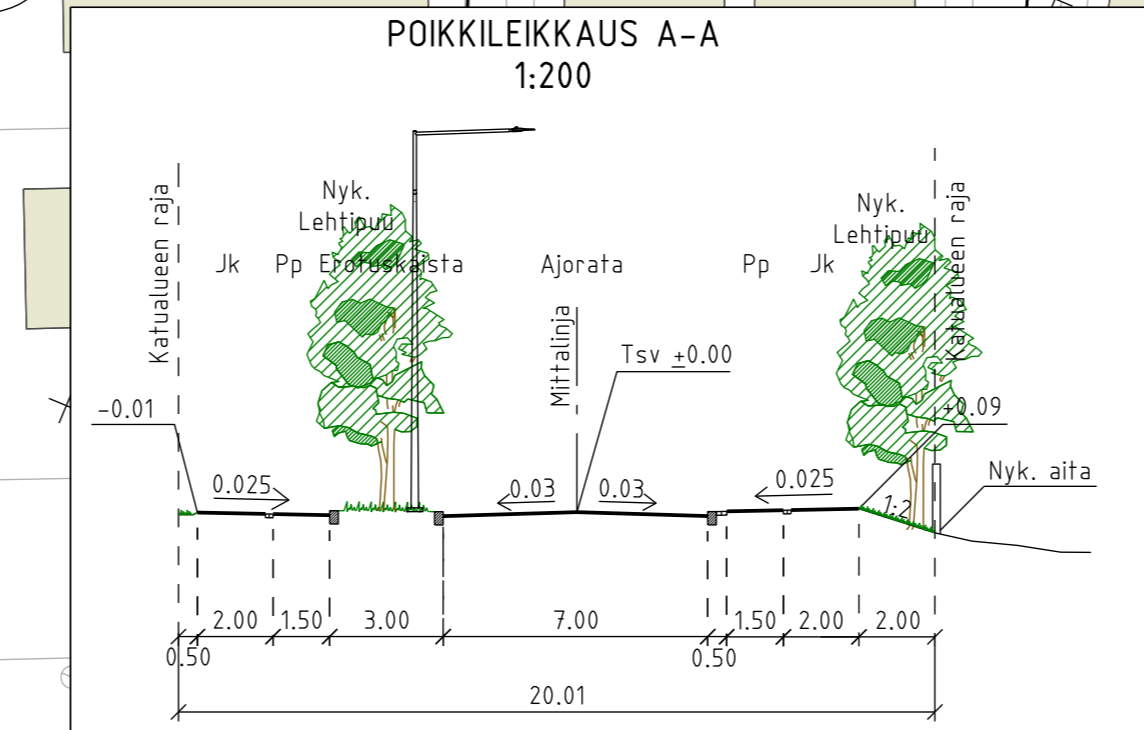 POIKKILEIKKAUS A-A
1:200
Katualueen raja
Nyk.
Lehtipuu
Nyk.
Lehtipuu
Katualueen raja
Jk
Pp
Erotuskaista
Ajorata
Pp
Jk
Mittalinja
Tsv ±0.00
-0.01
+0.09
Nyk. aita
0.025
0.03
0.03
0.025
1:2
2.00
1.50
3.00
7.00
1.50
2.00
2.00
0.50
0.50
20.01